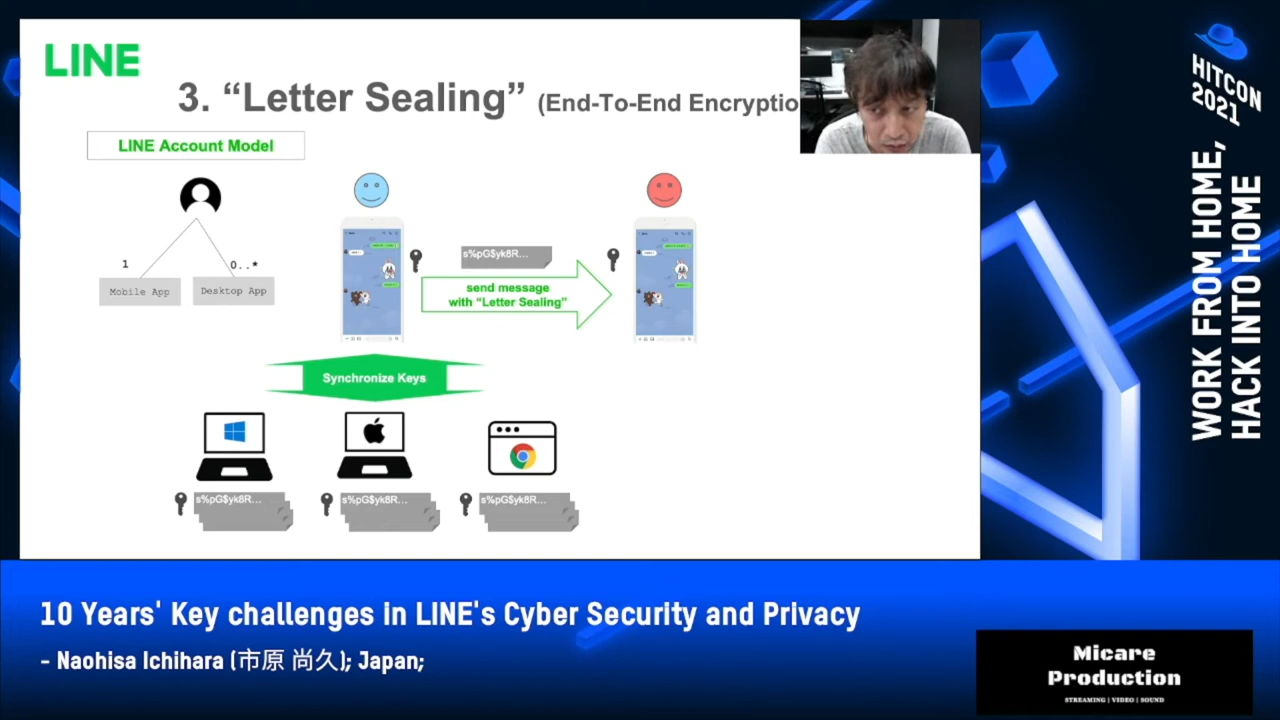 LINE
3. “Letter Sealing” (End-To-End Encryptio
LINE Account Model
1
0..*
Mobile App
Desktop App
s%pG$yk8R...
send message
with “Letter Sealing”
Synchronize Keys
s%pG$yk8R...
s%pG$yk8R...
s%pG$yk8R...
HITCON
2021
WORK FROM HOME,
HACK INTO HOME
10 Years' Key challenges in LINE's Cyber Security and Privacy
- Naohisa Ichihara (市原 尚久); Japan;
Micare
Production
STREAMING | VIDEO | SOUND